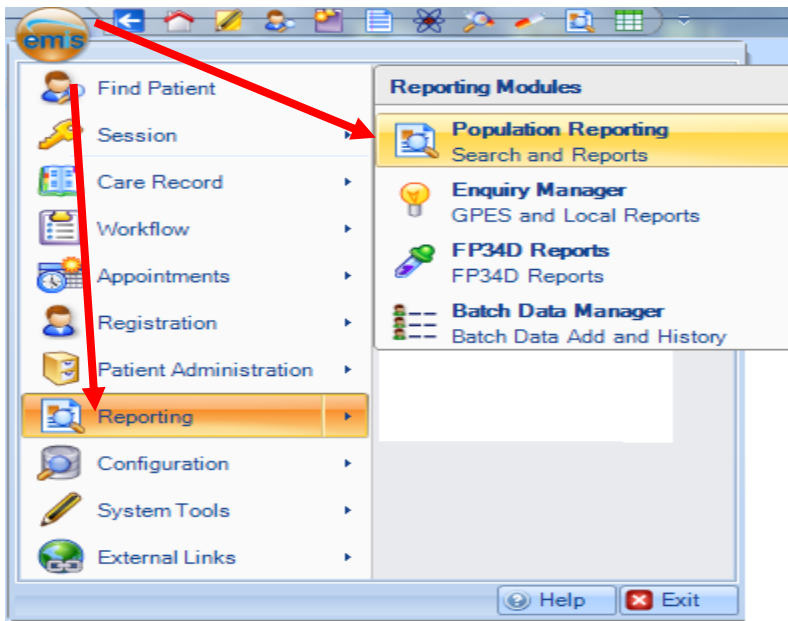 emis
Find Patient
Session
Care Record
Workflow
Appointments
Registration
Patient Administration
Reporting
Configuration
System Tools
External Links
Reporting Modules
Population Reporting
Search and Reports
Enquiry Manager
GPES and Local Reports
FP34D Reports
FP34D Reports
Batch Data Manager
Batch Data Add and History
Help
Exit